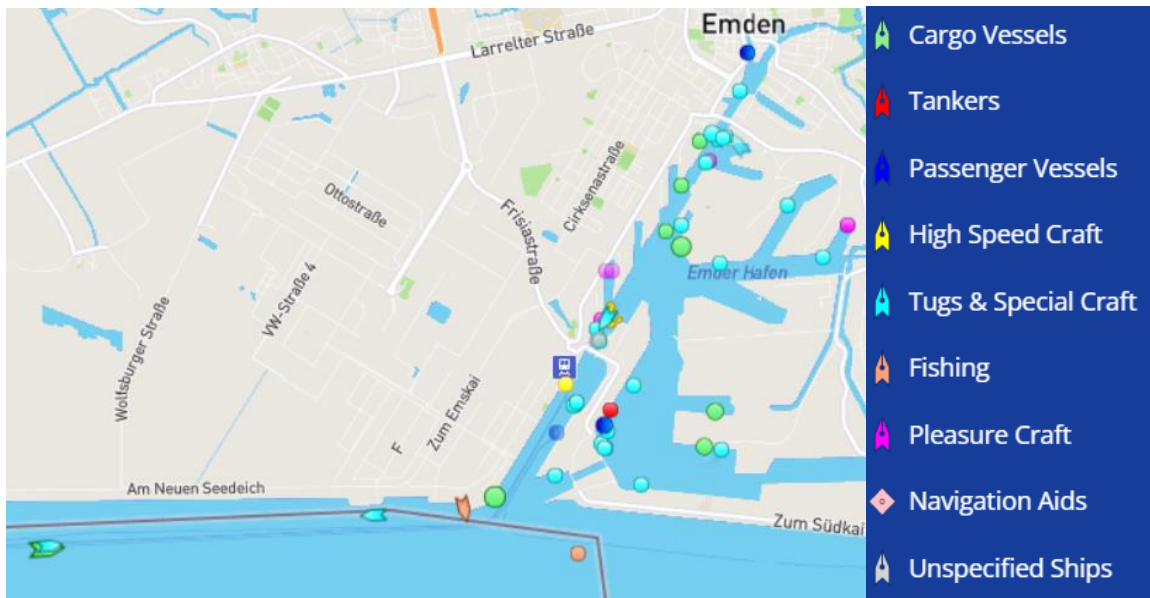 Emden
Larrelter Straße
Cirksenastraße
Ottostraße
Frisiastraße
Emder Hafen
VW-Straße 4
Wolfsburger Straße
Zum Emskai
F
Am Neuen Seedeich
Zum Südkai
Cargo Vessels
Tankers
Passenger Vessels
High Speed Craft
Tugs & Special Craft
Fishing
Pleasure Craft
Navigation Aids
Unspecified Ships